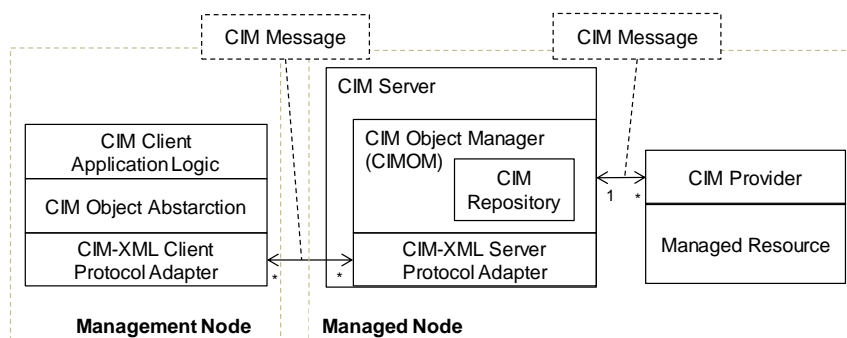 CIM Message
CIM Message
CIM Server
CIM Client
Application Logic
CIM Object Abstarction
CIM-XML Client
Protocol Adapter
CIM Object Manager
(CIMOM)
CIM
Repository
CIM-XML Server
Protocol Adapter
CIM Provider
Managed Resource
1
*
*
*
Management Node
Managed Node